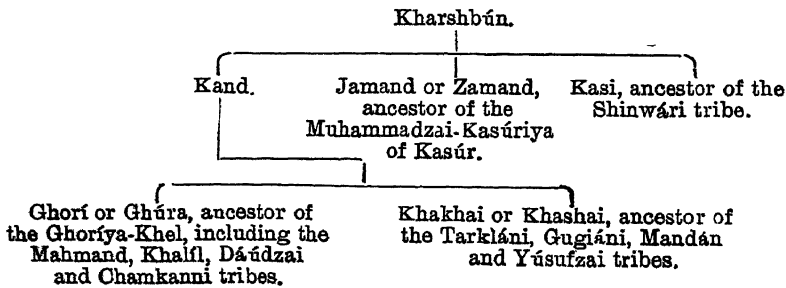 Kharshbún.
Kand.
Jamand or Zamand,
ancestor of the
Muhammadzai-Kasúriya
of Kasúr.
Kasi, ancestor of the
Shinwári tribe.
Ghorí or Ghúra, ancestor of
the Ghoríya-Khel, including the
Mahmand, Khalíl, Dáúdzai
and Chamkanni tribes.
Khakhai or Khashai, ancestor of
the Tarkláni, Gugiáni, Mandán
and Yúsufzai tribes.